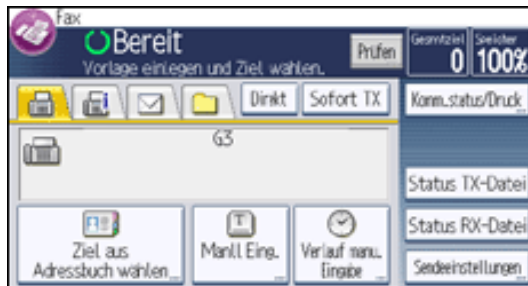 Fax
Bereit
Vorlage einlegen und Ziel wählen.
Prüfen
Gesamtziel
0
Speicher
100%
Direkt
Sofort TX
Komm.status/Druck
G3
Status TX-Datei
Status RX-Datei
Sendeeinstellungen
Ziel aus
Adressbuch wählen
Manll Eing.
Verlauf manu.
Eingabe